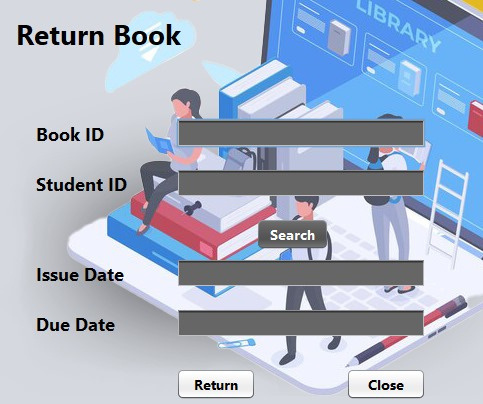 LIBRARY
Return Book
Book ID
Student ID
Search
Issue Date
Due Date
Return Close